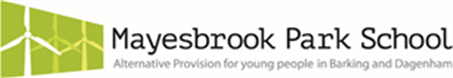 Mayesbrook Park School
Alternative Provision for young people in Barking and Dagenham